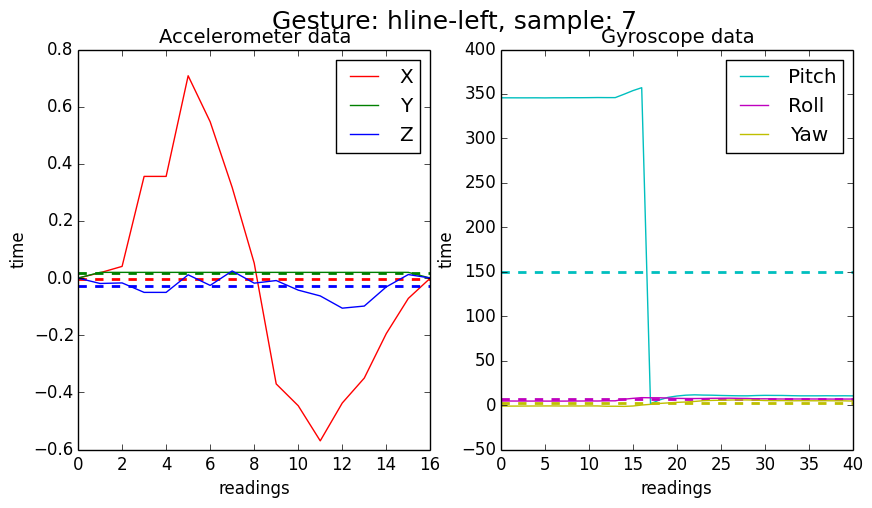 Gesture: hline-left, sample: 7
Accelerometer data
0.8
0.6
0.4
0.2
0.0
−0.2
−0.4
−0.6
0 2 4 6 8 10 12 14 16
time
readings
X
Y
Z
Gyroscope data
400
350
300
250
200
150
100
50
0
−50
0 5 10 15 20 25 30 35 40
time
readings
Pitch
Roll
Yaw